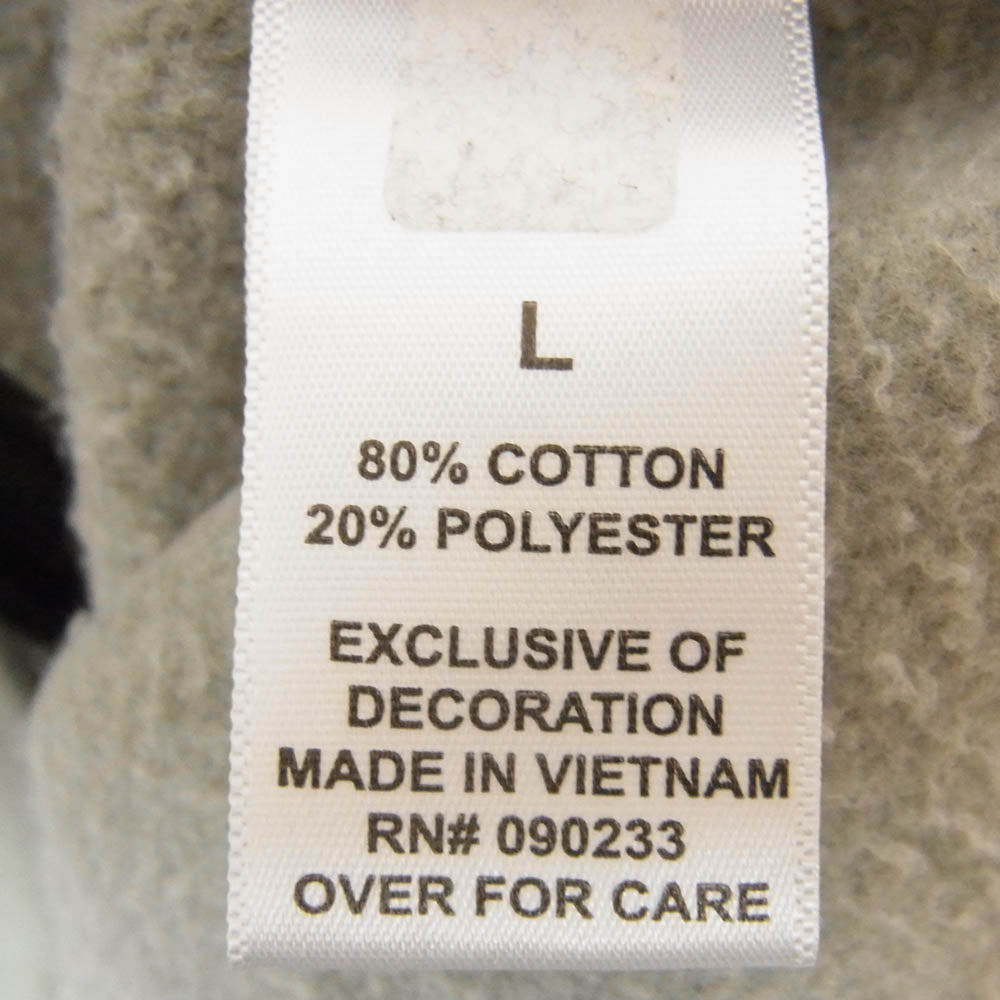 L
80% COTTON
20% POLYESTER
EXCLUSIVE OF
DECORATION
MADE IN VIETNAM
RN# 090233
OVER FOR CARE